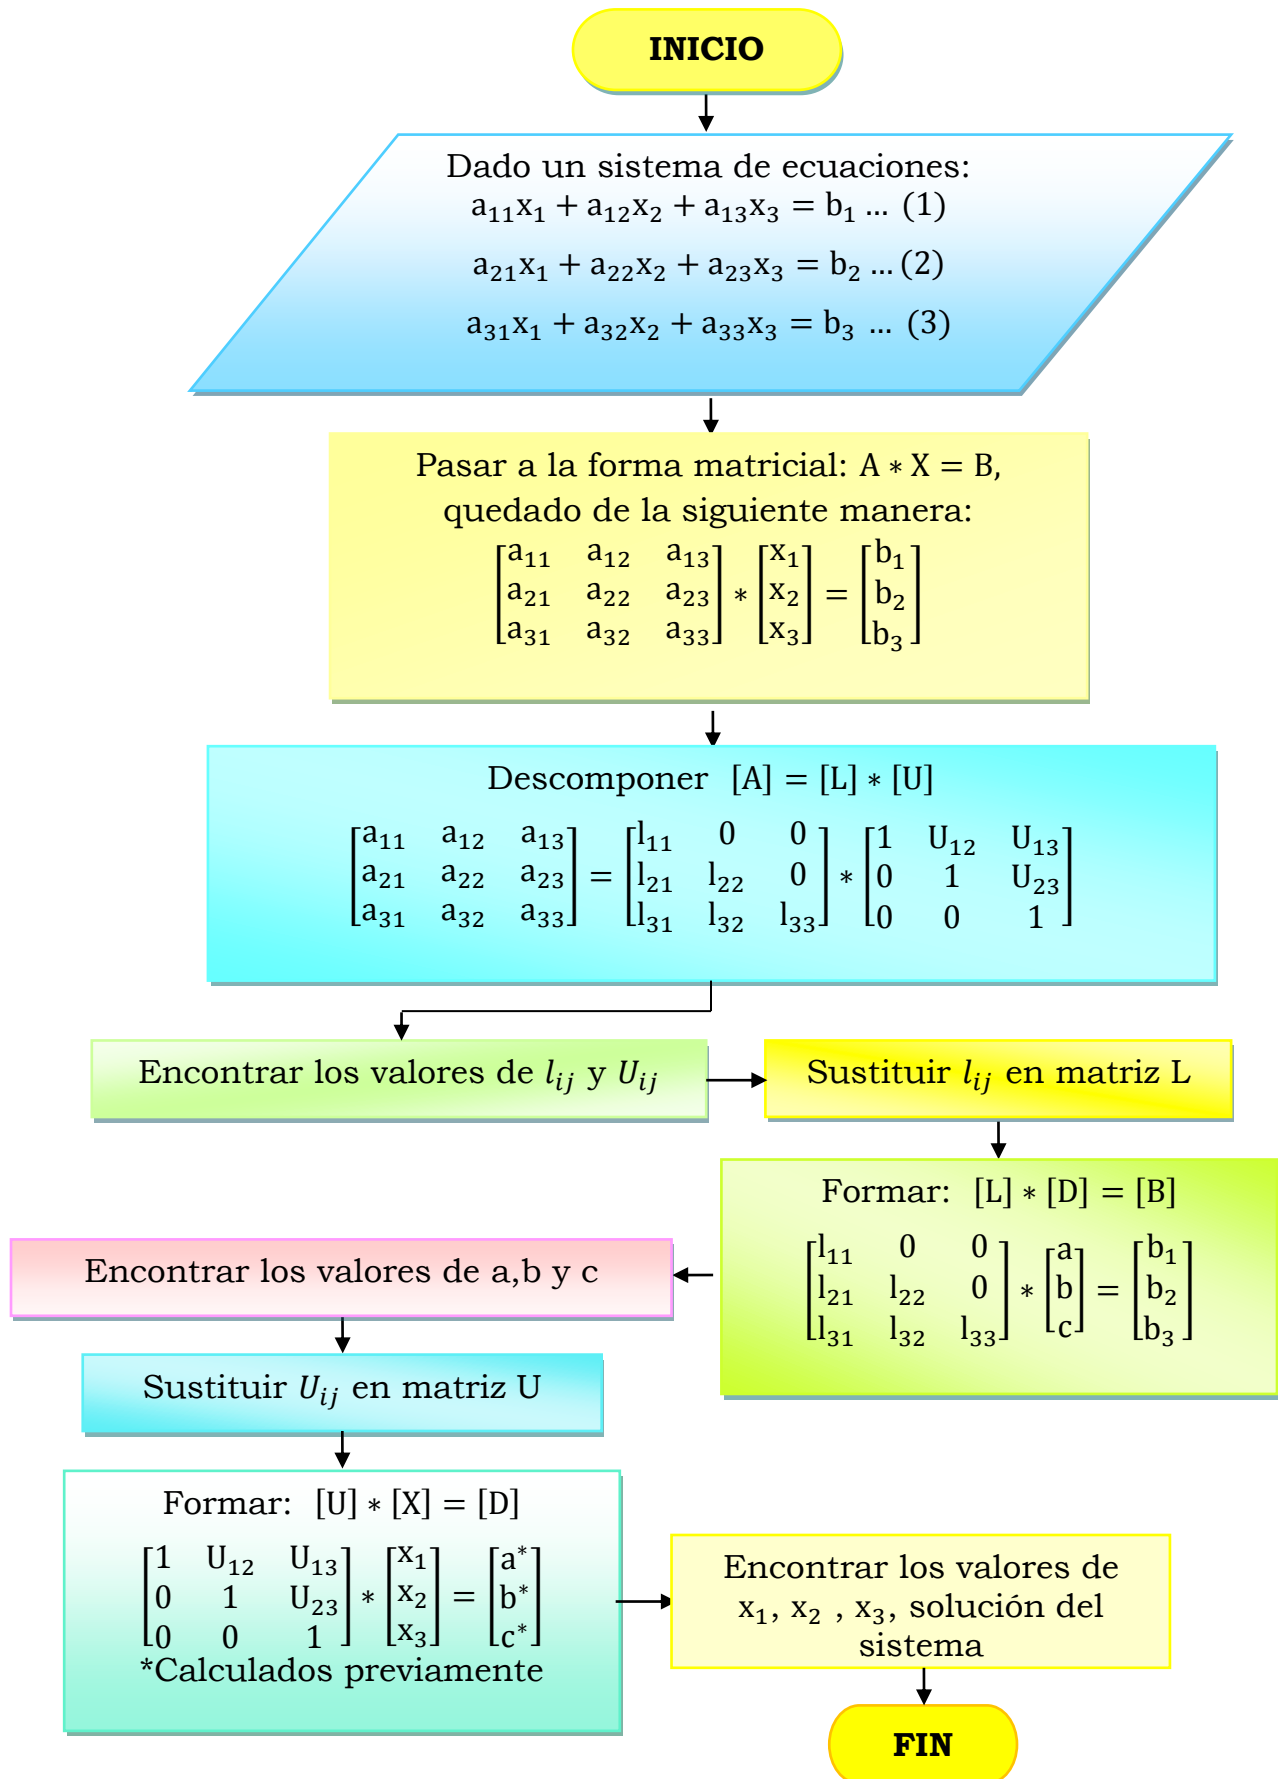 INICIO
Dado un sistema de ecuaciones:
a₁₁x₁ + a₁₂x₂ + a₁₃x₃ = b₁ … (1)
a₂₁x₁ + a₂₂x₂ + a₂₃x₃ = b₂ … (2)
a₃₁x₁ + a₃₂x₂ + a₃₃x₃ = b₃ … (3)
Pasar a la forma matricial: A ∗ X = B,
quedado de la siguiente manera:
[a₁₁ a₁₂ a₁₃] [x₁] [b₁]
[a₂₁ a₂₂ a₂₃] ∗ [x₂] = [b₂]
[a₃₁ a₃₂ a₃₃] [x₃] [b₃]
Descomponer [A] = [L] ∗ [U]
[a₁₁ a₁₂ a₁₃] [l₁₁ 0 0] [1 U₁₂ U₁₃]
[a₂₁ a₂₂ a₂₃] = [l₂₁ l₂₂ 0] ∗ [0 1 U₂₃]
[a₃₁ a₃₂ a₃₃] [l₃₁ l₃₂ l₃₃] [0 0 1]
Encontrar los valores de lᵢⱼ y Uᵢⱼ
Sustituir lᵢⱼ en matriz L
Formar: [L] ∗ [D] = [B]
[l₁₁ 0 0] [a] [b₁]
[l₂₁ l₂₂ 0] ∗ [b] = [b₂]
[l₃₁ l₃₂ l₃₃] [c] [b₃]
Encontrar los valores de a,b y c
Sustituir Uᵢⱼ en matriz U
Formar: [U] ∗ [X] = [D]
[1 U₁₂ U₁₃] [x₁] [a*]
[0 1 U₂₃] ∗ [x₂] = [b*]
[0 0 1] [x₃] [c*]
*Calculados previamente
Encontrar los valores de
x₁, x₂ , x₃, solución del
sistema
FIN